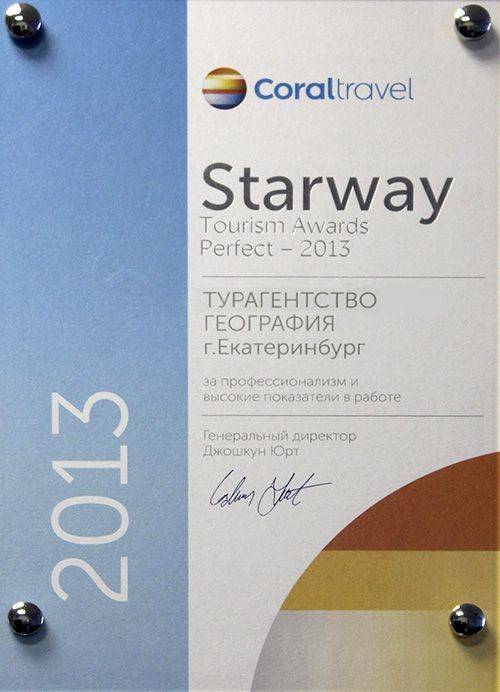 Coraltravel
Starway
Tourism Awards
Perfect – 2013
ТУРАГЕНТСТВО
ГЕОГРАФИЯ
г.Екатеринбург
за профессионализм и
высокие показатели в работе
Генеральный директор
Джошкун Юрт
2013